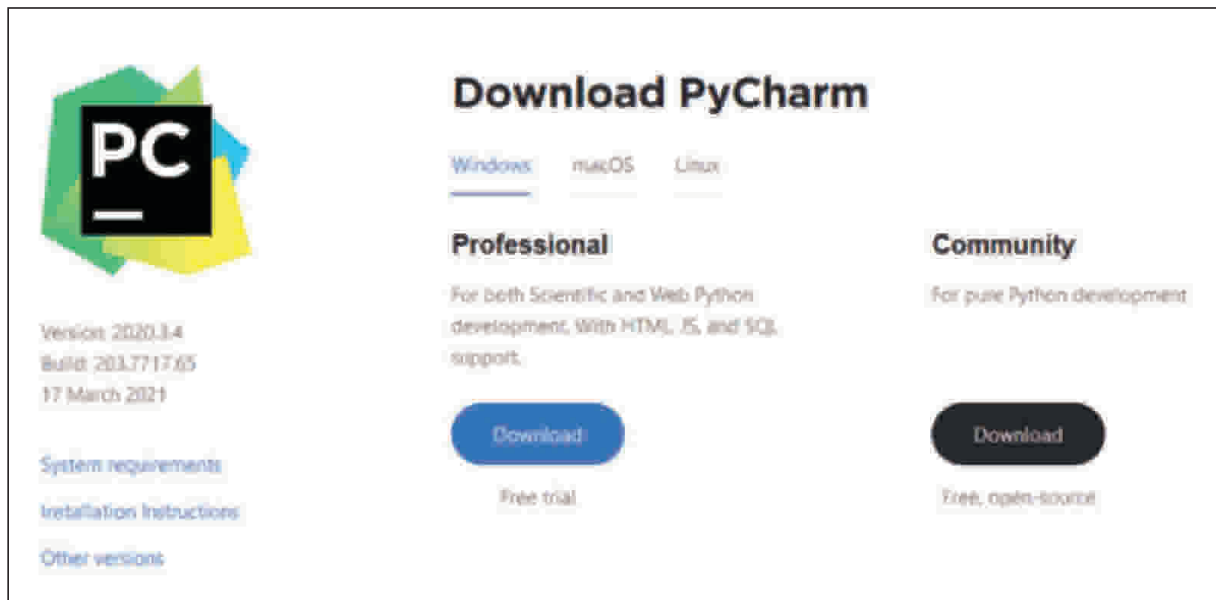 PC
Version: 2020.3.4
Build: 203.7717.65
17 March 2021
System requirements
Installation Instructions
Other versions
Download PyCharm
Windows macOS Linux
Professional
For both Scientific and Web Python
development. With HTML, JS, and SQL
support.
Download
Free trial
Community
For pure Python development
Download
Free, open-source